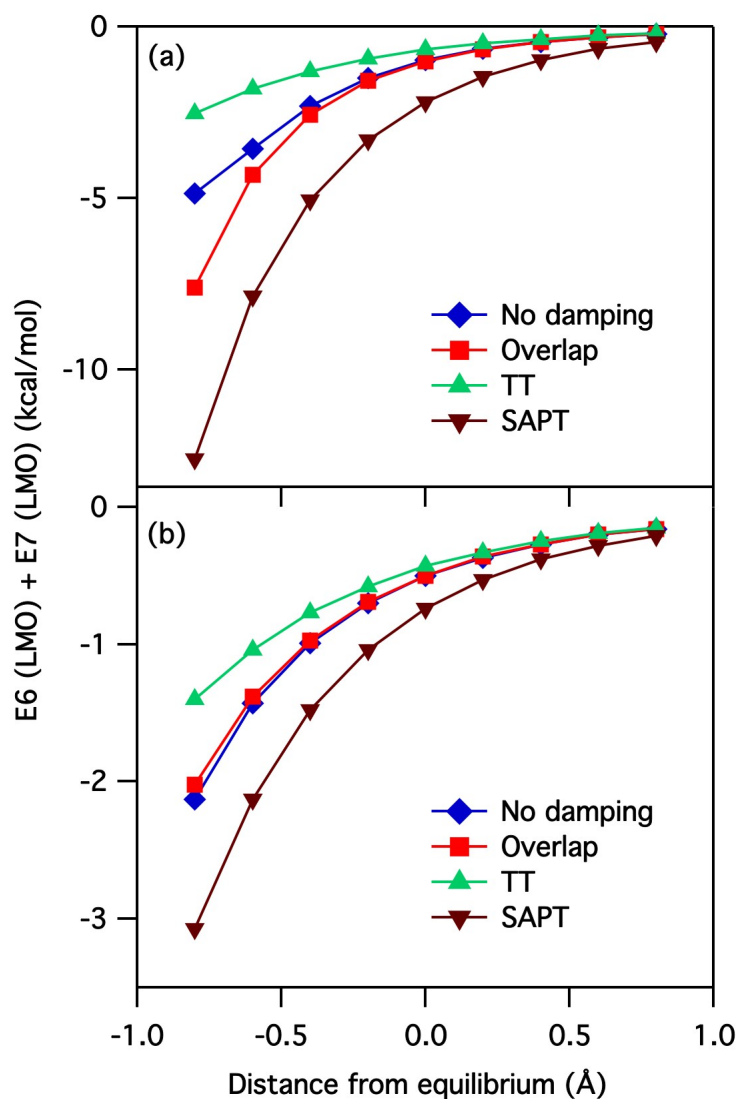 0
(a)
-5
-10
No damping
Overlap
TT
SAPT
E6 (LMO) + E7 (LMO) (kcal/mol)
0
(b)
-1
-2
-3
No damping
Overlap
TT
SAPT
-1.0 -0.5 0.0 0.5 1.0
Distance from equilibrium (Å)